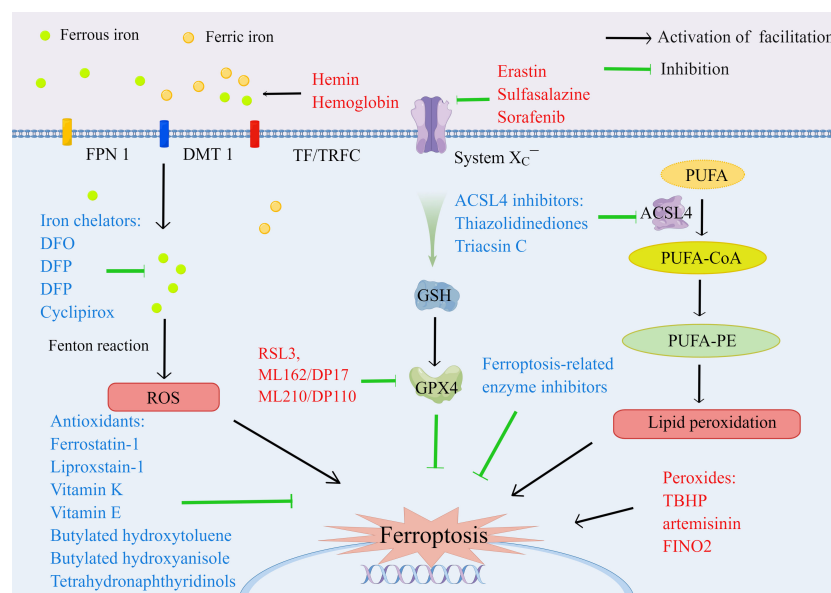 Ferrous iron
Ferric iron
Activation of facilitation
Inhibition
Hemin
Hemoglobin
Erastin
Sulfasalazine
Sorafenib
FPN 1
DMT 1
TF/TRFC
System X_C^−
PUFA
ACSL4
PUFA-CoA
PUFA-PE
Lipid peroxidation
ACSL4 inhibitors:
Thiazolidinediones
Triacsin C
Iron chelators:
DFO
DFP
DFP
Cyclipirox
Fenton reaction
ROS
GSH
GPX4
RSL3,
ML162/DP17
ML210/DP110
Ferroptosis-related
enzyme inhibitors
Antioxidants:
Ferrostatin-1
Liproxstain-1
Vitamin K
Vitamin E
Butylated hydroxytoluene
Butylated hydroxyanisole
Tetrahydronaphthyridinols
Ferroptosis
Peroxides:
TBHP
artemisinin
FINO2